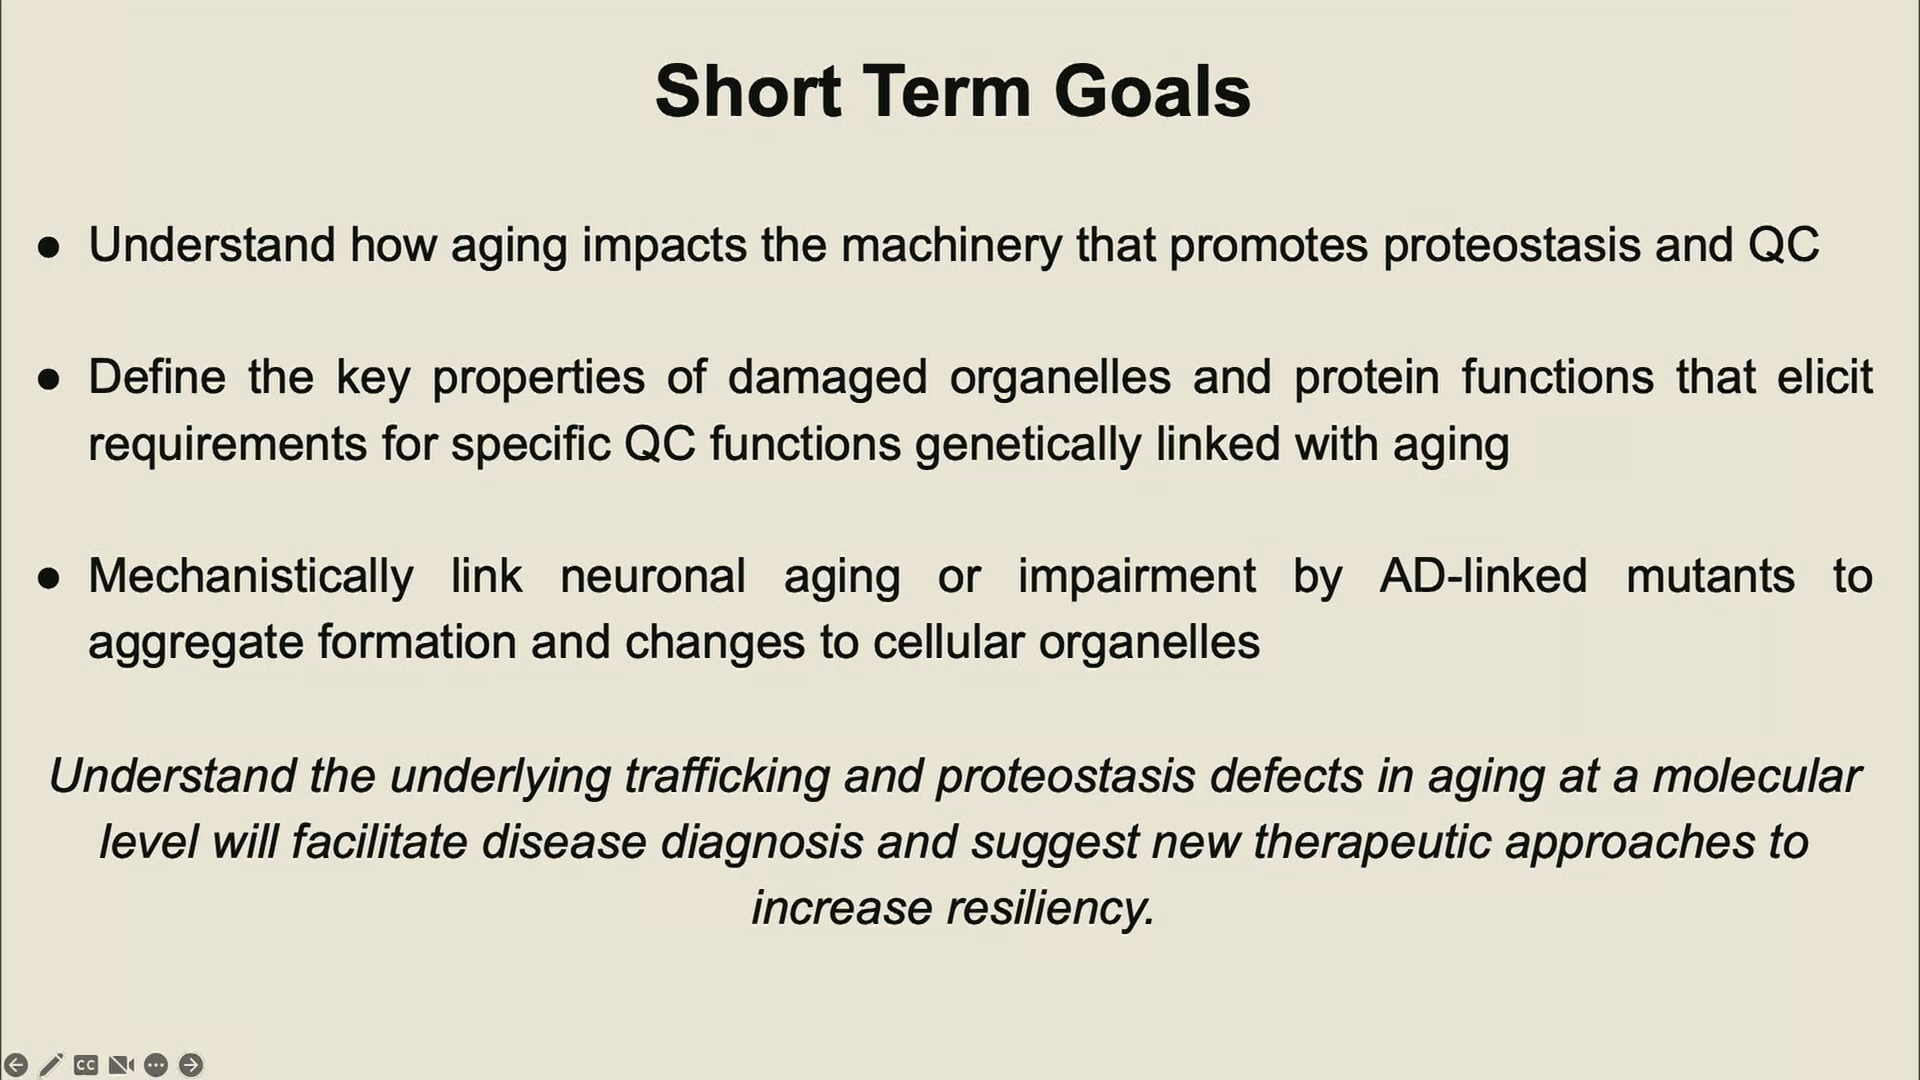 Short Term Goals
● Understand how aging impacts the machinery that promotes proteostasis and QC
● Define the key properties of damaged organelles and protein functions that elicit
requirements for specific QC functions genetically linked with aging
● Mechanistically link neuronal aging or impairment by AD-linked mutants to
aggregate formation and changes to cellular organelles
Understand the underlying trafficking and proteostasis defects in aging at a molecular
level will facilitate disease diagnosis and suggest new therapeutic approaches to
increase resiliency.
CC